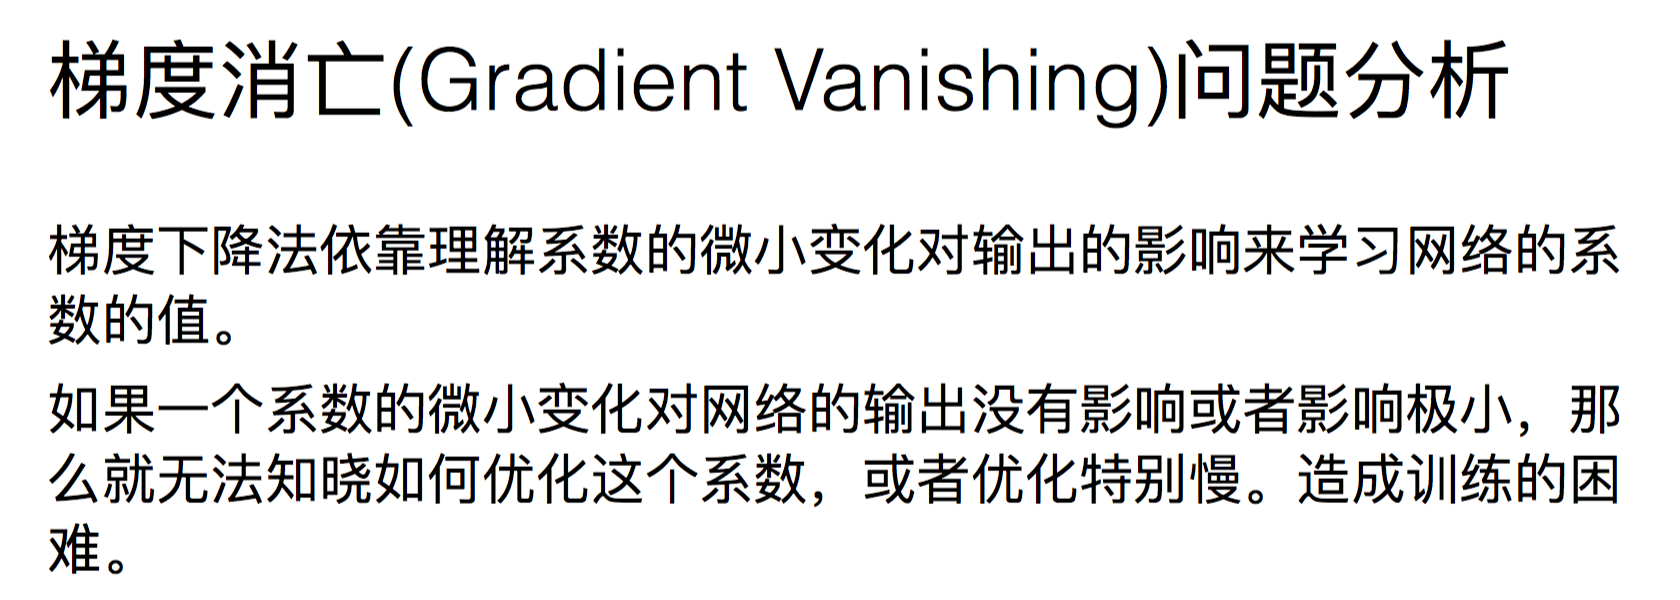 梯度消亡(Gradient Vanishing)问题分析
梯度下降法依靠理解系数的微小变化对输出的影响来学习网络的系
数的值。
如果一个系数的微小变化对网络的输出没有影响或者影响极小，那
么就无法知晓如何优化这个系数，或者优化特别慢。造成训练的困
难。